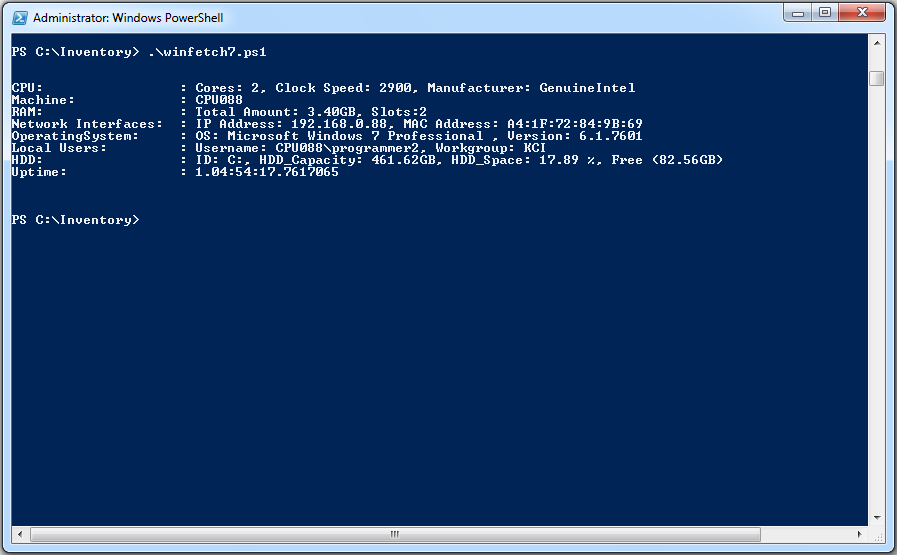 Administrator: Windows PowerShell
PS C:\Inventory> .\winfetch7.ps1
CPU:                 : Cores: 2, Clock Speed: 2900, Manufacturer: GenuineIntel
Machine:             : CPU088
RAM:                 : Total Amount: 3.40GB, Slots:2
Network Interfaces:  : IP Address: 192.168.0.88, MAC Address: A4:1F:72:84:9B:69
OperatingSystem:     : OS: Microsoft Windows 7 Professional , Version: 6.1.7601
Local Users:         : Username: CPU088\programmer2, Workgroup: KCI
HDD:                 : ID: C:, HDD_Capacity: 461.62GB, HDD_Space: 17.89 %, Free (82.56GB)
Uptime:              : 1.04:54:17.7617065
PS C:\Inventory>